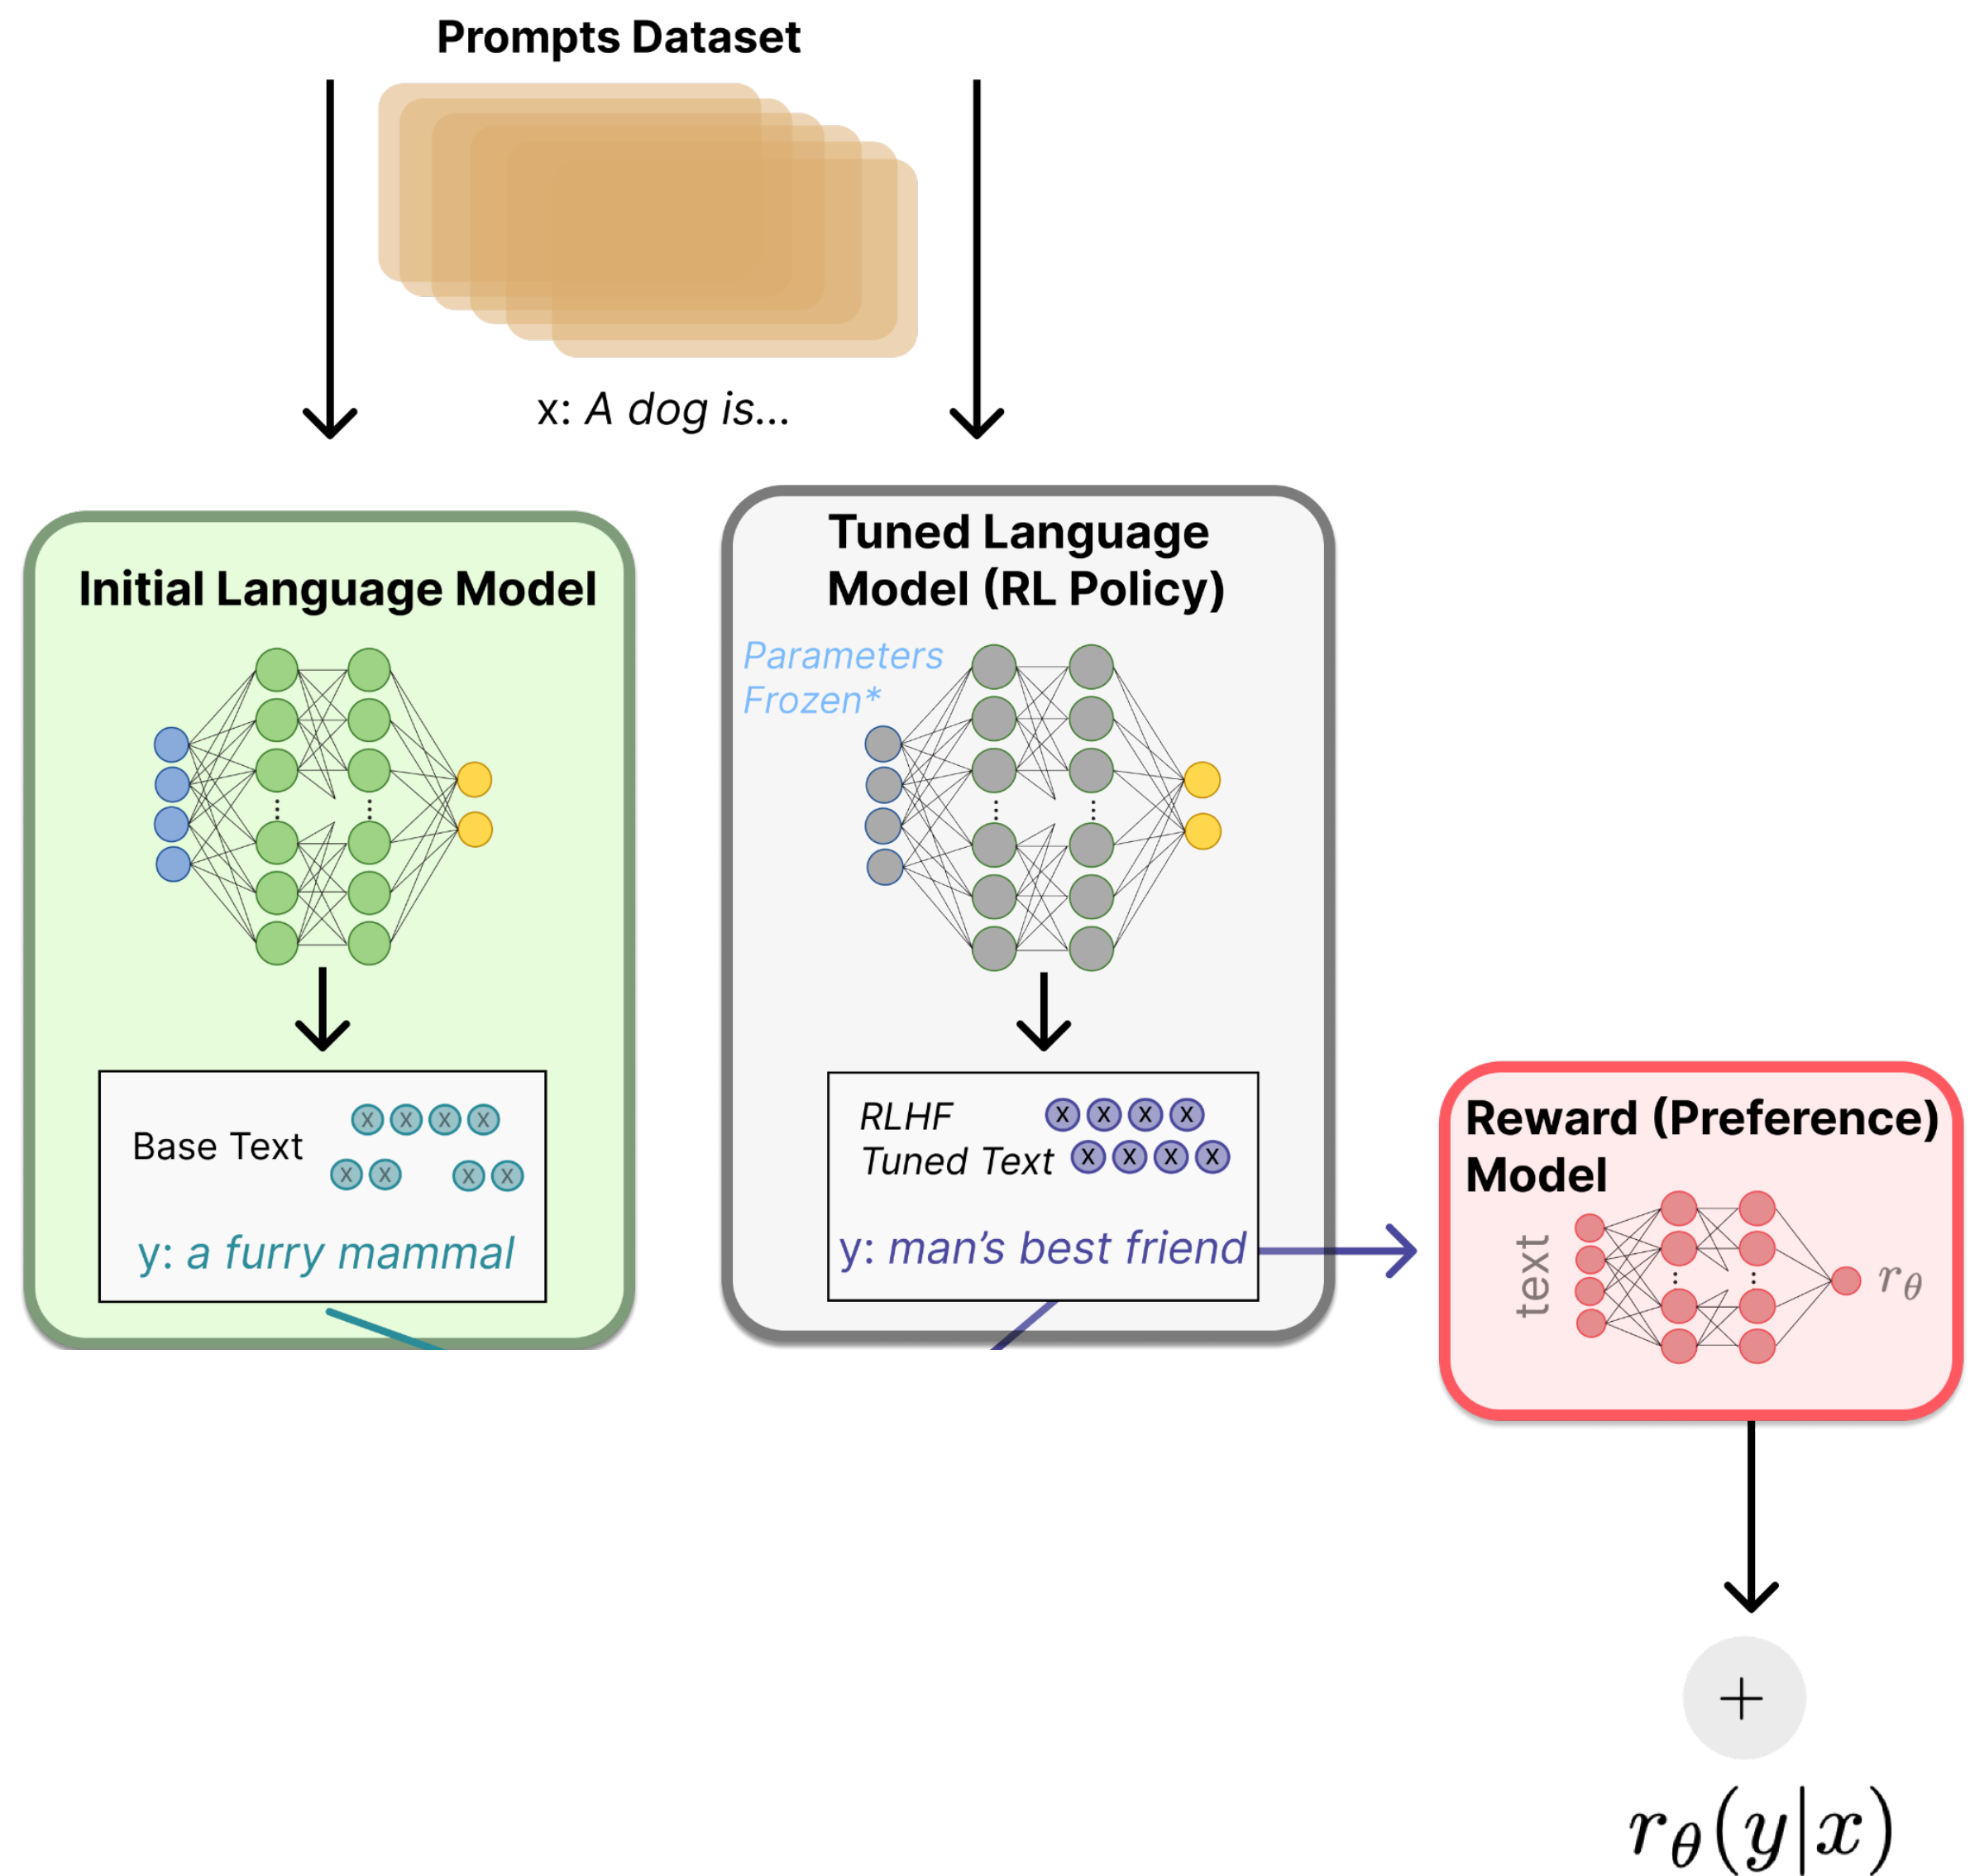 Prompts Dataset
x: A dog is...
Initial Language Model
Tuned Language
Model (RL Policy)
Parameters
Frozen*
Base Text
x x x x
x x x x
y: a furry mammal
RLHF
Tuned Text
x x x x
x x x x
y: man's best friend
Reward (Preference)
Model
text
rθ
+
rθ(y|x)